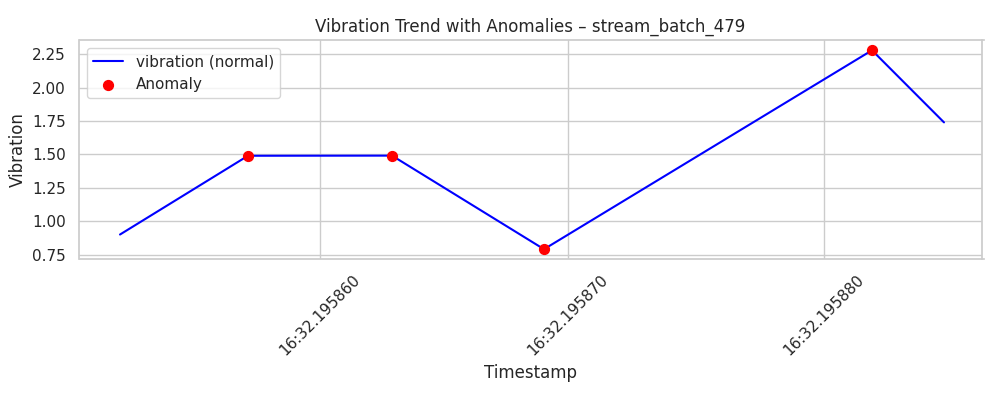 Vibration Trend with Anomalies – stream_batch_479
vibration (normal)
Anomaly
Vibration
2.25
2.00
1.75
1.50
1.25
1.00
0.75
16:32.195860
16:32.195870
16:32.195880
Timestamp